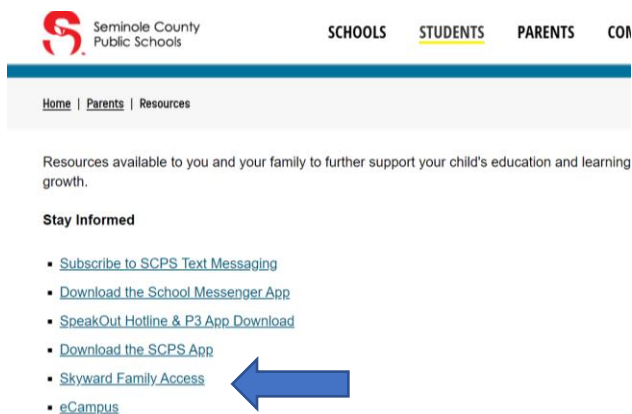 Seminole County
Public Schools
SCHOOLS STUDENTS PARENTS
Home | Parents | Resources
Resources available to you and your family to further support your child's education and learning
growth.
Stay Informed
▪ Subscribe to SCPS Text Messaging
▪ Download the School Messenger App
▪ SpeakOut Hotline & P3 App Download
▪ Download the SCPS App
▪ Skyward Family Access
▪ eCampus